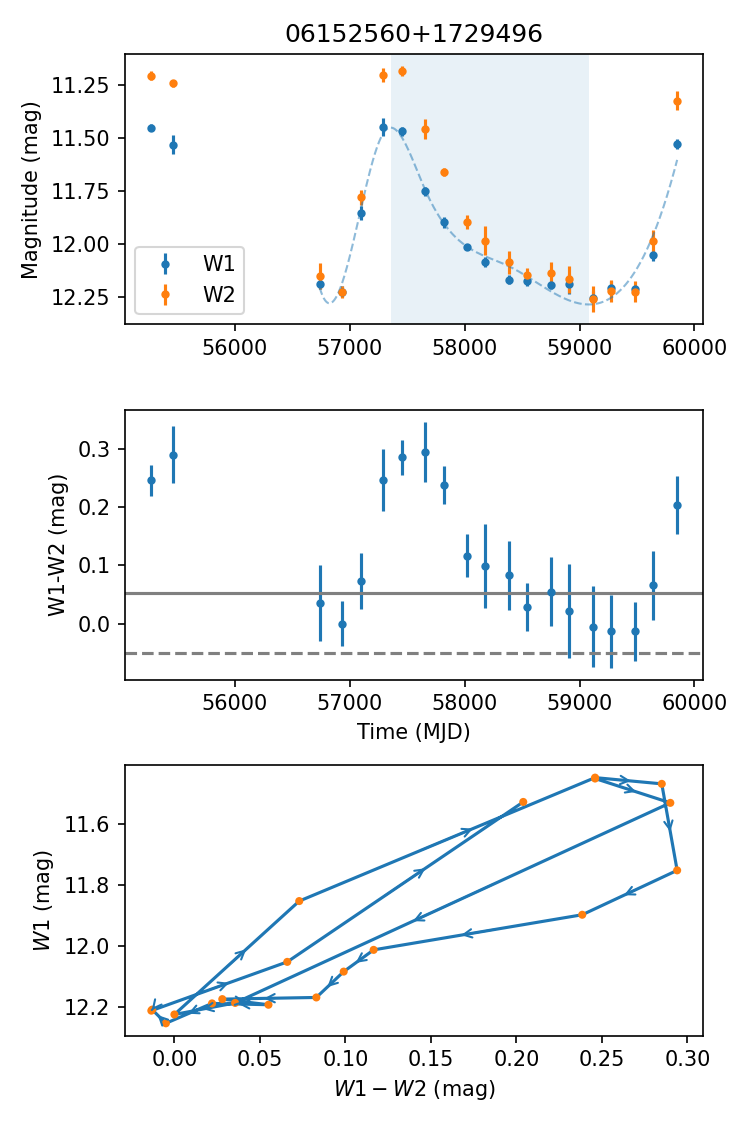 06152560+1729496
Magnitude (mag)
11.25
11.50
11.75
12.00
12.25
W1
W2
56000 57000 58000 59000 60000
W1-W2 (mag)
0.3
0.2
0.1
0.0
56000 57000 58000 59000 60000
Time (MJD)
W1 (mag)
11.6
11.8
12.0
12.2
0.00 0.05 0.10 0.15 0.20 0.25 0.30
W1 − W2 (mag)